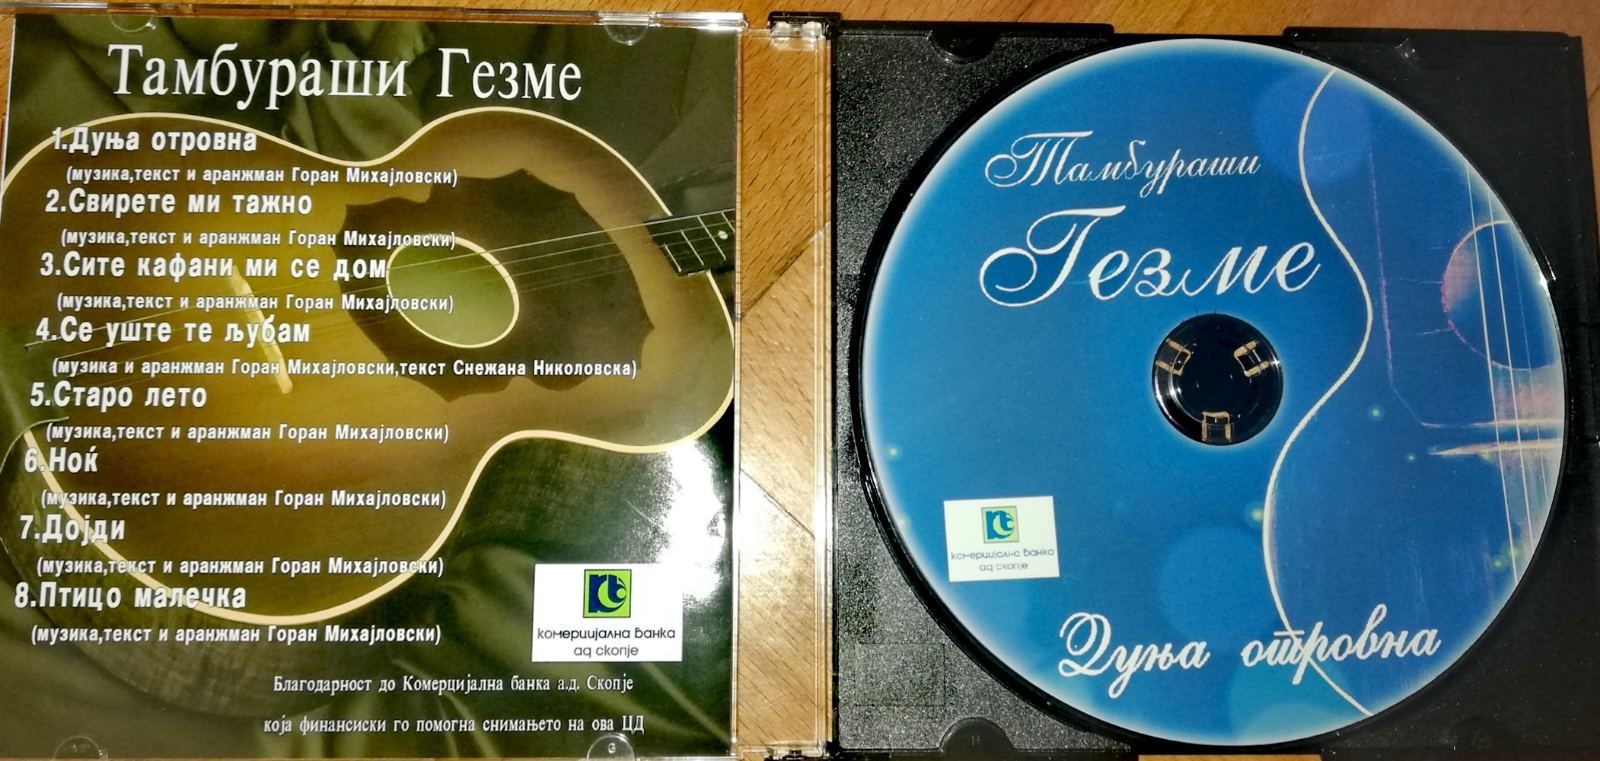 Тамбураши Гезме
1.Дуња отровна
(музика,текст и аранжман Горан Михајловски)
2.Свирете ми тажно
(музика,текст и аранжман Горан Михајловски)
3.Сите кафани ми се дом
(музика,текст и аранжман Горан Михајловски)
4.Се уште те љубам
(музика и аранжман Горан Михајловски,текст Снежана Николовска)
5.Старо лето
(музика,текст и аранжман Горан Михајловски)
6.Ноќ
(музика,текст и аранжман Горан Михајловски)
7.Дојди
(музика,текст и аранжман Горан Михајловски)
8.Птицо малечка
(музика,текст и аранжман Горан Михајловски)
комерцијална банка
ад скопје
Благодарност до Комерцијална банка а.д. Скопје
која финансиски го помогна снимањето на ова ЦД
Тамбураши
Гезме
комерцијална банка
ад скопје
Дуња отровна